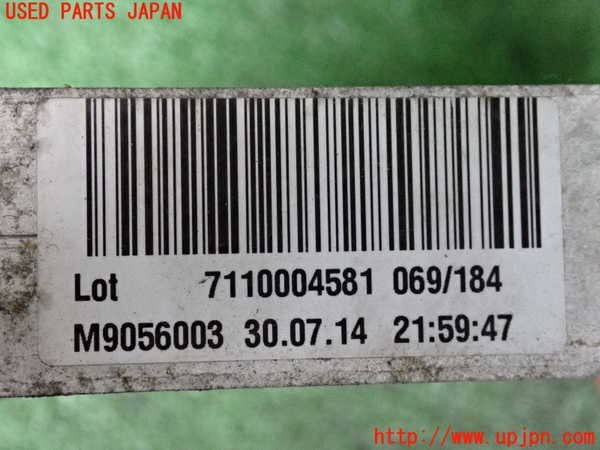 USED PARTS JAPAN
Lot 7110004581 069/184
M9056003 30.07.14 21:59:47
http://www.upjpn.com/